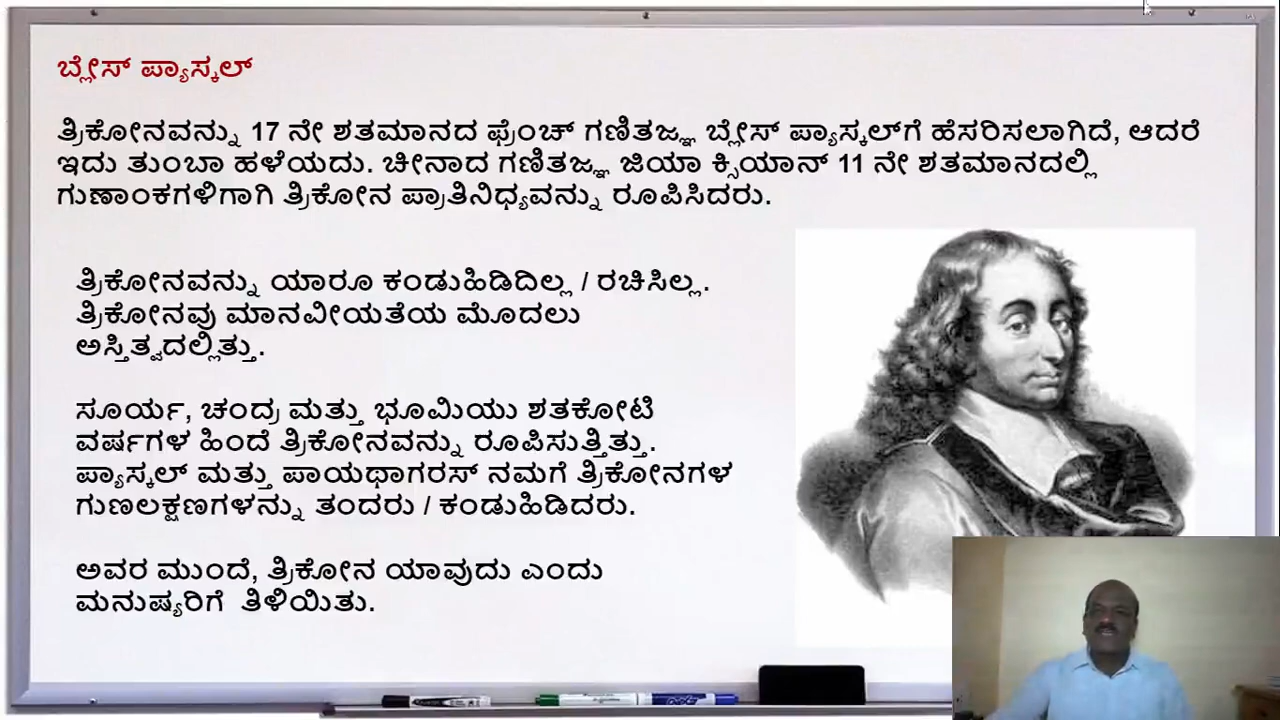 ಬ್ಲೇಸ್ ಪ್ಯಾಸ್ಕಲ್
ತ್ರಿಕೋನವನ್ನು 17 ನೇ ಶತಮಾನದ ಫ್ರೆಂಚ್ ಗಣಿತಜ್ಞ ಬ್ಲೇಸ್ ಪ್ಯಾಸ್ಕಲ್‌ಗೆ ಹೆಸರಿಸಲಾಗಿದೆ, ಆದರೆ
ಇದು ತುಂಬಾ ಹಳೆಯದು. ಚೀನಾದ ಗಣಿತಜ್ಞ ಜಿಯಾ ಕ್ಸಿಯಾನ್ 11 ನೇ ಶತಮಾನದಲ್ಲಿ
ಗುಣಾಂಕಗಳಿಗಾಗಿ ತ್ರಿಕೋನ ಪ್ರಾತಿನಿಧ್ಯವನ್ನು ರೂಪಿಸಿದರು.
ತ್ರಿಕೋನವನ್ನು ಯಾರೂ ಕಂಡುಹಿಡಿದಿಲ್ಲ / ರಚಿಸಿಲ್ಲ.
ತ್ರಿಕೋನವು ಮಾನವೀಯತೆಯ ಮೊದಲು
ಅಸ್ತಿತ್ವದಲ್ಲಿತ್ತು.
ಸೂರ್ಯ, ಚಂದ್ರ ಮತ್ತು ಭೂಮಿಯು ಶತಕೋಟಿ
ವರ್ಷಗಳ ಹಿಂದೆ ತ್ರಿಕೋನವನ್ನು ರೂಪಿಸುತ್ತಿತ್ತು.
ಪ್ಯಾಸ್ಕಲ್ ಮತ್ತು ಪಾಯಥಾಗರಸ್ ನಮಗೆ ತ್ರಿಕೋನಗಳ
ಗುಣಲಕ್ಷಣಗಳನ್ನು ತಂದರು / ಕಂಡುಹಿಡಿದರು.
ಅವರ ಮುಂದೆ, ತ್ರಿಕೋನ ಯಾವುದು ಎಂದು
ಮನುಷ್ಯರಿಗೆ ತಿಳಿಯಿತು.